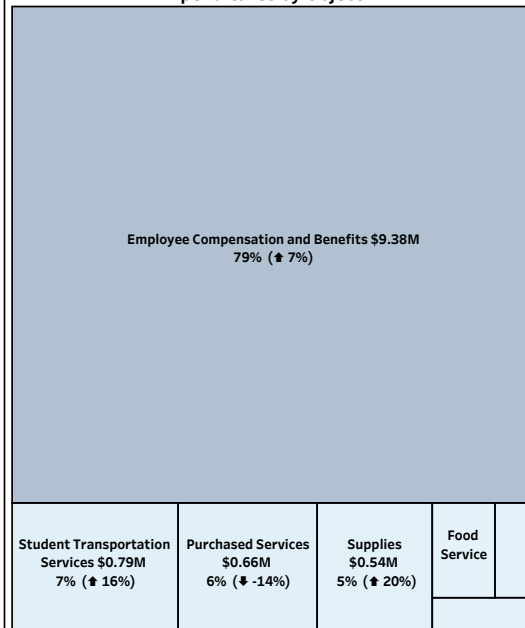 Employee Compensation and Benefits $9.38M
79% (⬆ 7%)
Student Transportation
Services $0.79M
7% (⬆ 16%)
Purchased Services
$0.66M
6% (⬇ -14%)
Supplies
$0.54M
5% (⬆ 20%)
Food
Service